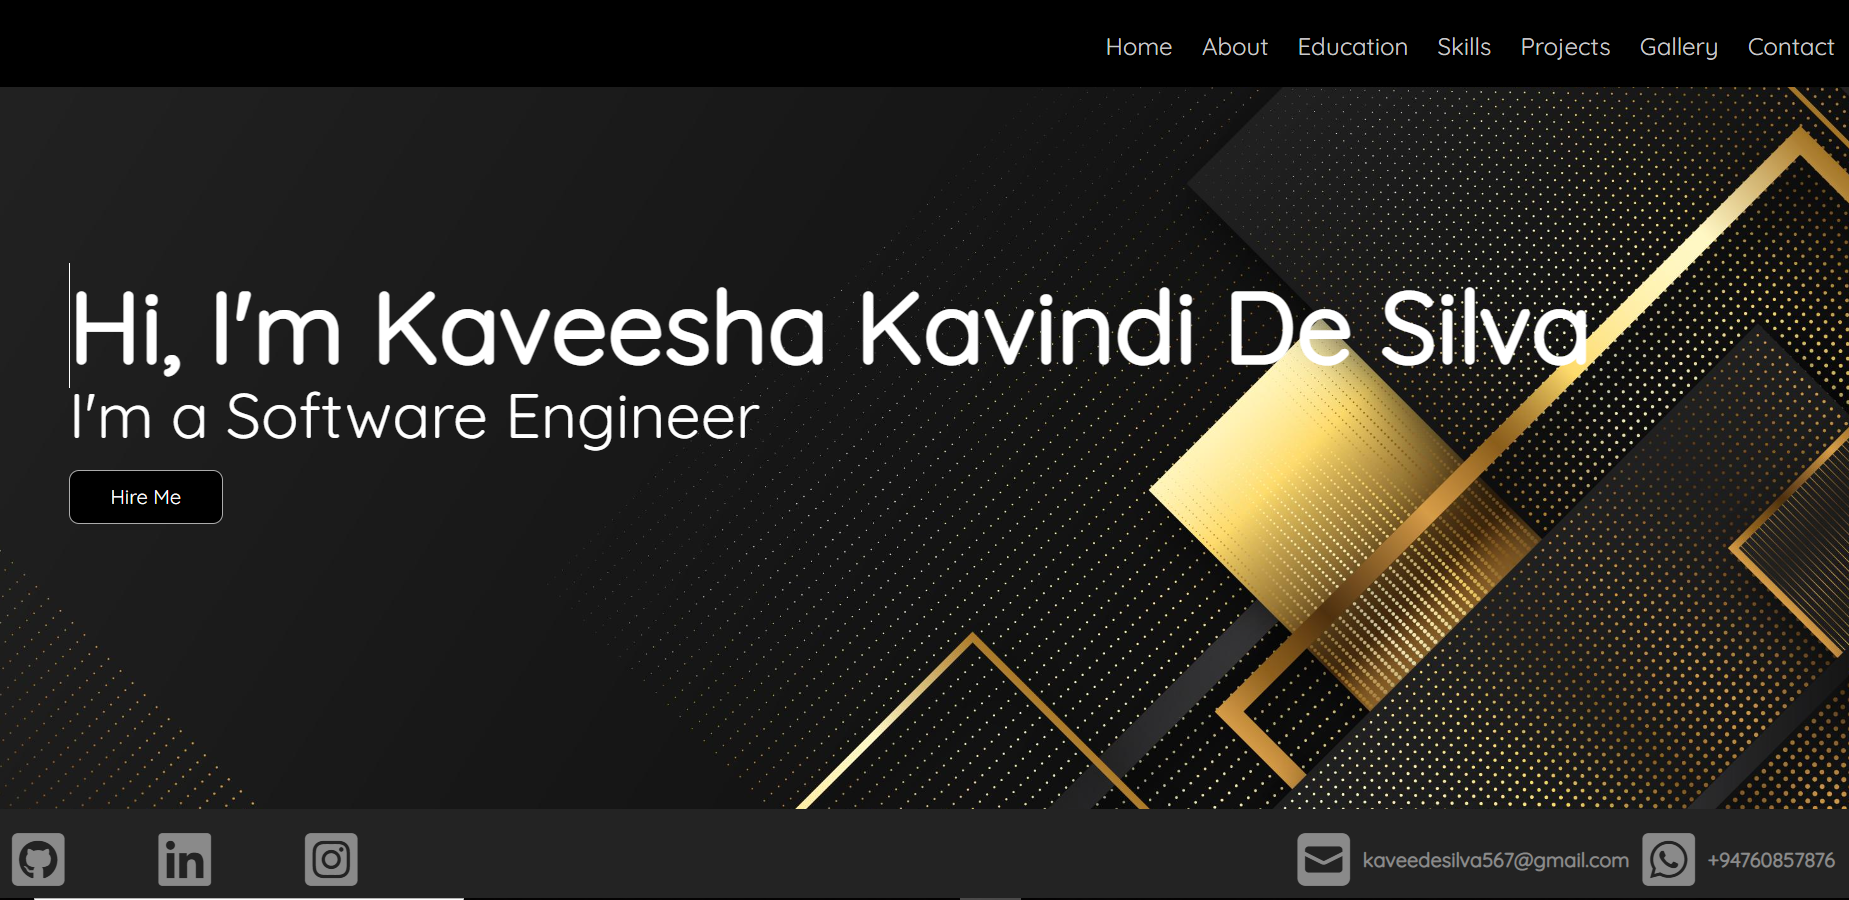 Home About Education Skills Projects Gallery Contact
Hi, I'm Kaveesha Kavindi De Silva
I'm a Software Engineer
Hire Me
in kaveedesilva567@gmail.com +94760857876